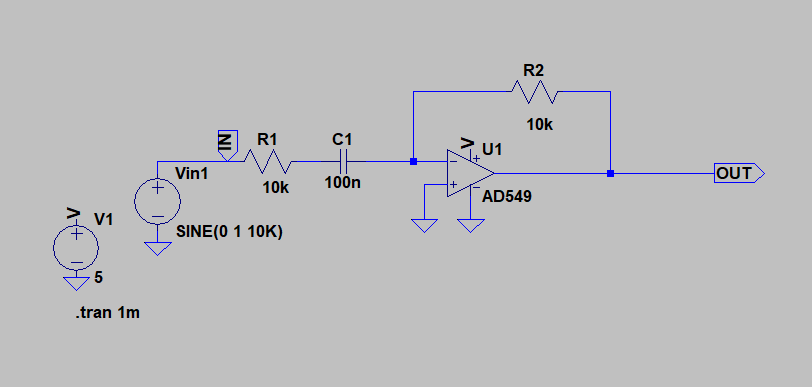 R2
10k
IN
R1
10k
C1
100n
V
U1
AD549
OUT
Vin1
SINE(0 1 10K)
V
V1
5
.tran 1m